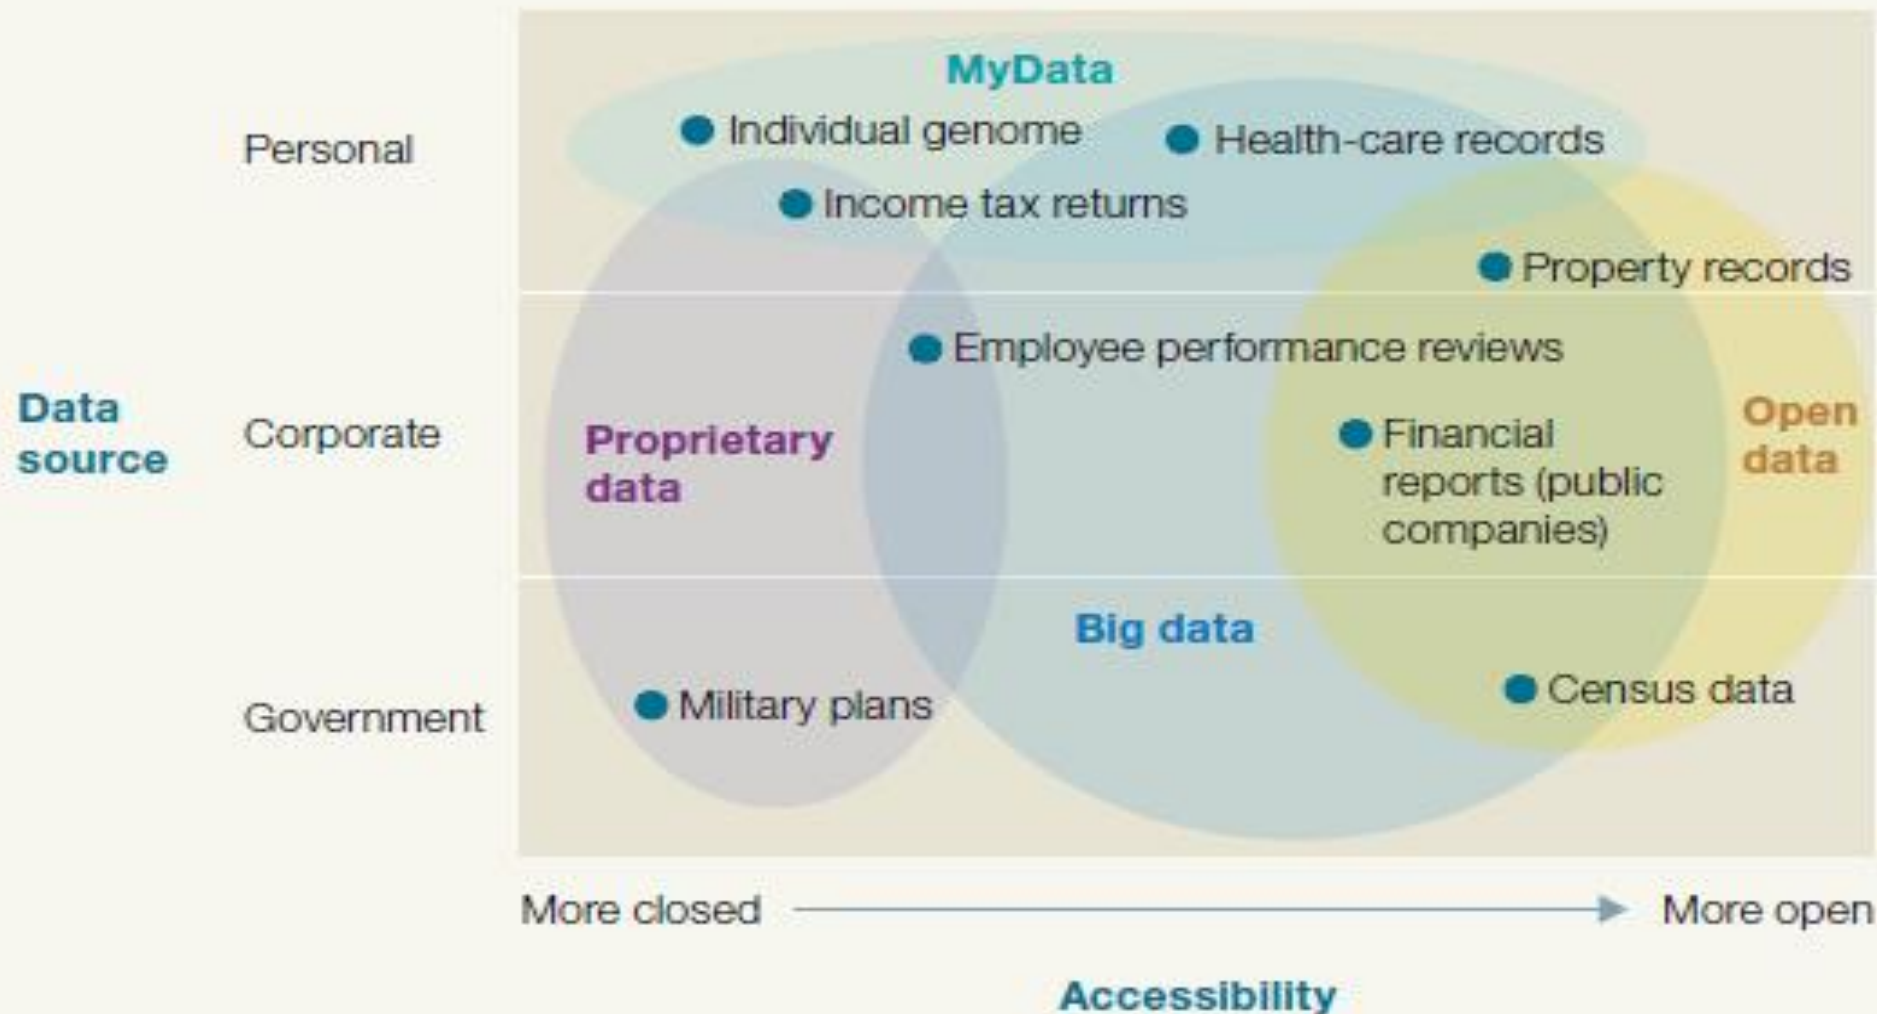 MyData
Personal
Individual genome
Health-care records
Income tax returns
Property records
Employee performance reviews
Data
source
Corporate
Proprietary
data
Financial
reports (public
companies)
Open
data
Big data
Government
Military plans
Census data
More closed
More open
Accessibility